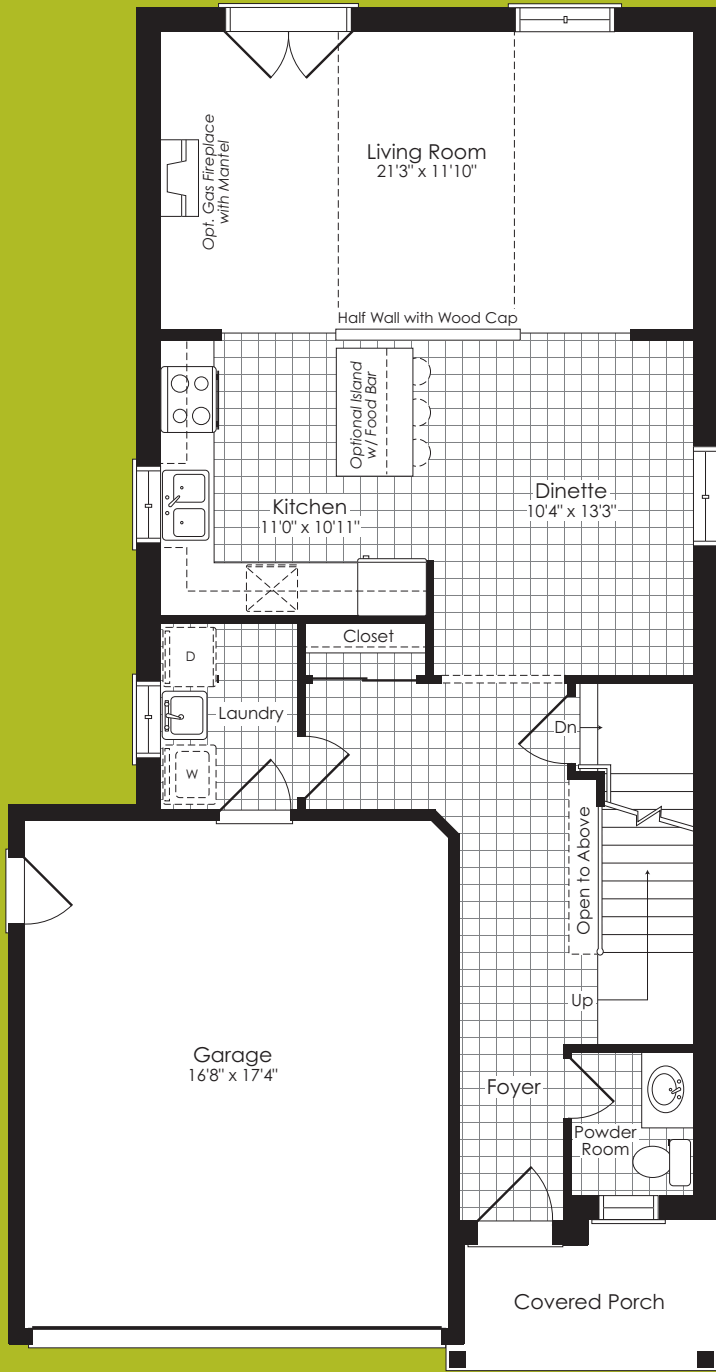 Living Room
21'3" x 11'10"
Opt. Gas Fireplace
with Mantel
Half Wall with Wood Cap
Optional Island
w/ Food Bar
Kitchen
11'0" x 10'11"
Dinette
10'4" x 13'3"
Closet
D
Laundry
W
Dn
Open to Above
Up
Garage
16'8" x 17'4"
Foyer
Powder
Room
Covered Porch